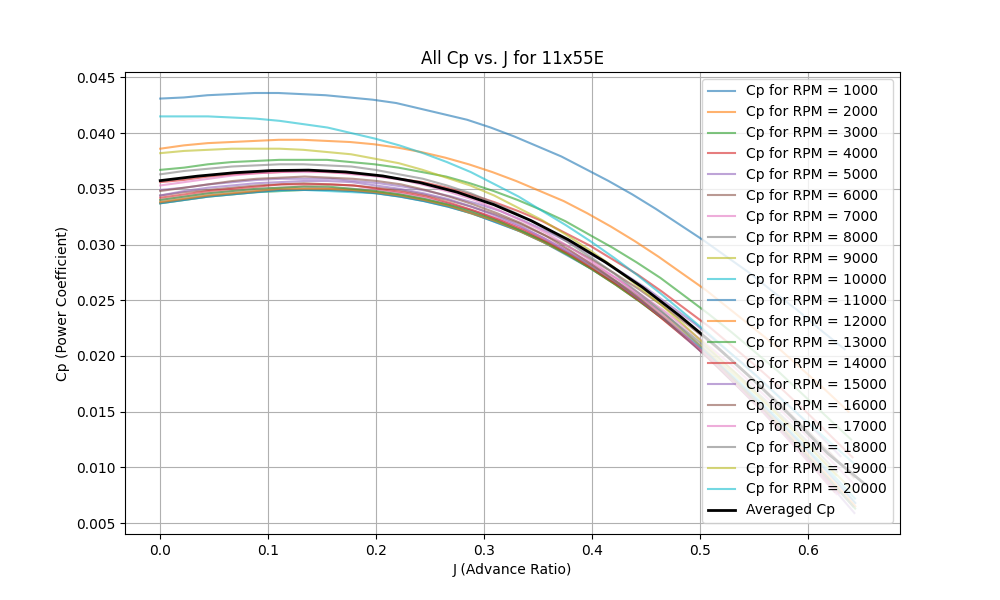 All Cp vs. J for 11x55E
Cp (Power Coefficient)
0.045
0.040
0.035
0.030
0.025
0.020
0.015
0.010
0.005
0.0 0.1 0.2 0.3 0.4 0.5 0.6
J (Advance Ratio)
Cp for RPM = 1000
Cp for RPM = 2000
Cp for RPM = 3000
Cp for RPM = 4000
Cp for RPM = 5000
Cp for RPM = 6000
Cp for RPM = 7000
Cp for RPM = 8000
Cp for RPM = 9000
Cp for RPM = 10000
Cp for RPM = 11000
Cp for RPM = 12000
Cp for RPM = 13000
Cp for RPM = 14000
Cp for RPM = 15000
Cp for RPM = 16000
Cp for RPM = 17000
Cp for RPM = 18000
Cp for RPM = 19000
Cp for RPM = 20000
Averaged Cp